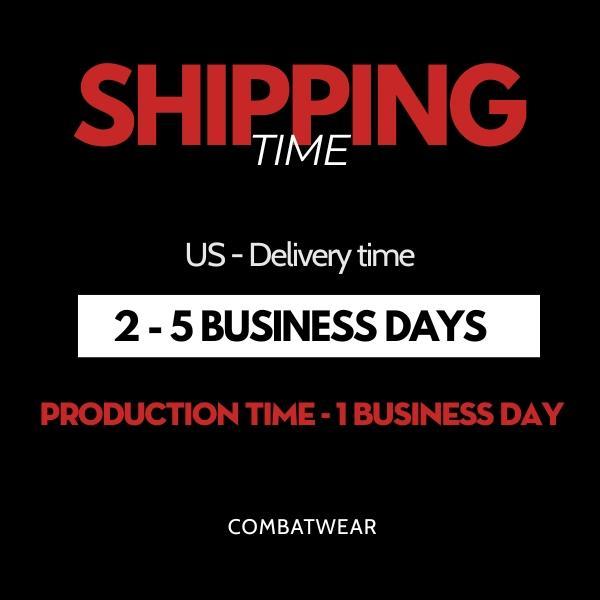 SHIPPING
TIME
US - Delivery time
2 - 5 BUSINESS DAYS
PRODUCTION TIME - 1 BUSINESS DAY
COMBATWEAR